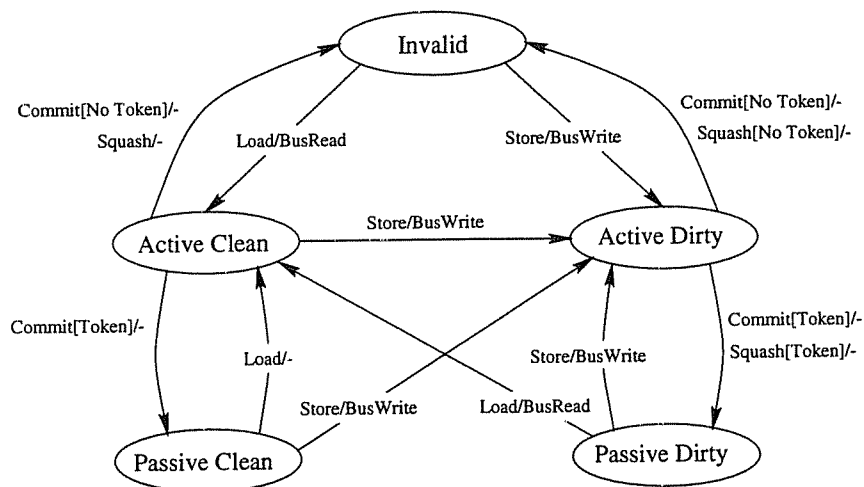 Invalid
Commit[No Token]/-
Squash/-
Load/BusRead
Store/BusWrite
Commit[No Token]/-
Squash[No Token]/-
Active Clean
Store/BusWrite
Active Dirty
Commit[Token]/-
Load/-
Store/BusWrite
Load/BusRead
Store/BusWrite
Commit[Token]/-
Squash[Token]/-
Passive Clean
Passive Dirty